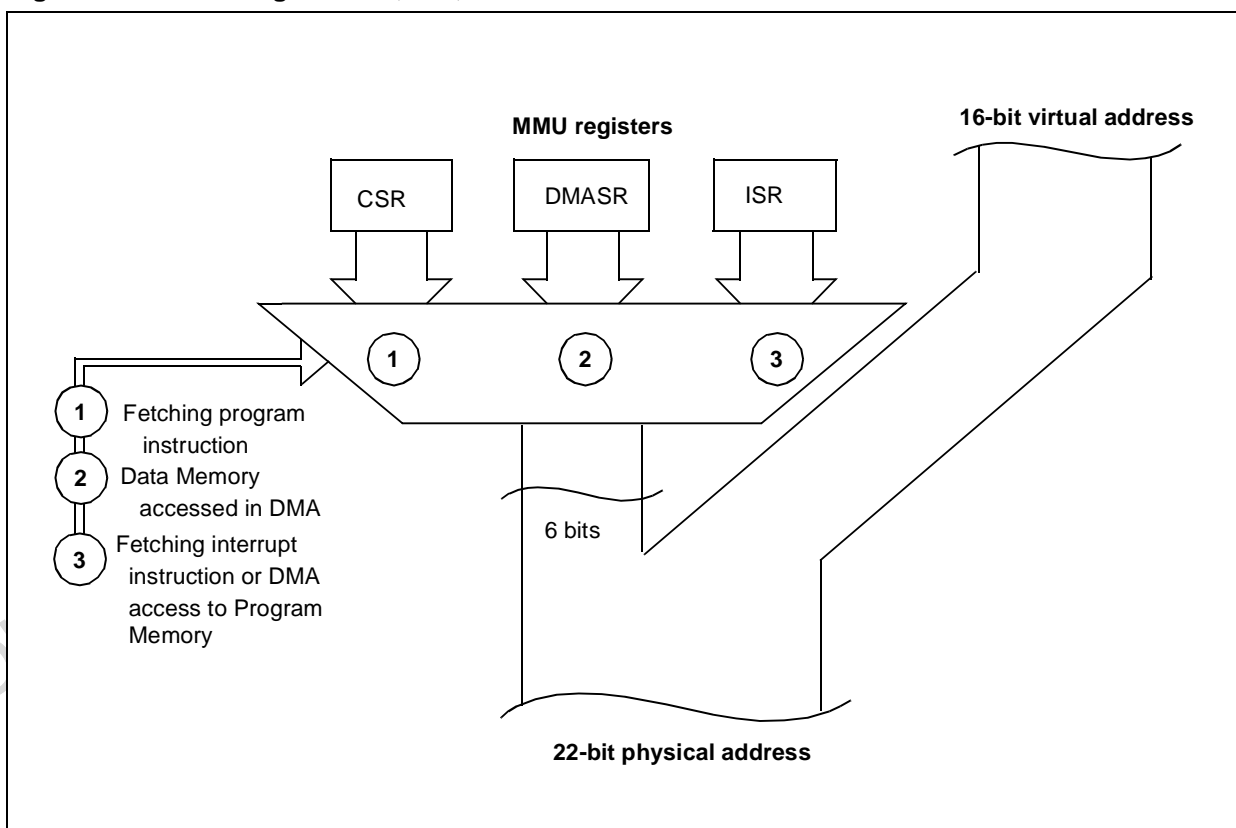 16-bit virtual address
MMU registers
CSR
DMASR
ISR
1
2
3
1
Fetching program
instruction
2
Data Memory
accessed in DMA
3
Fetching interrupt
instruction or DMA
access to Program
Memory
6 bits
22-bit physical address